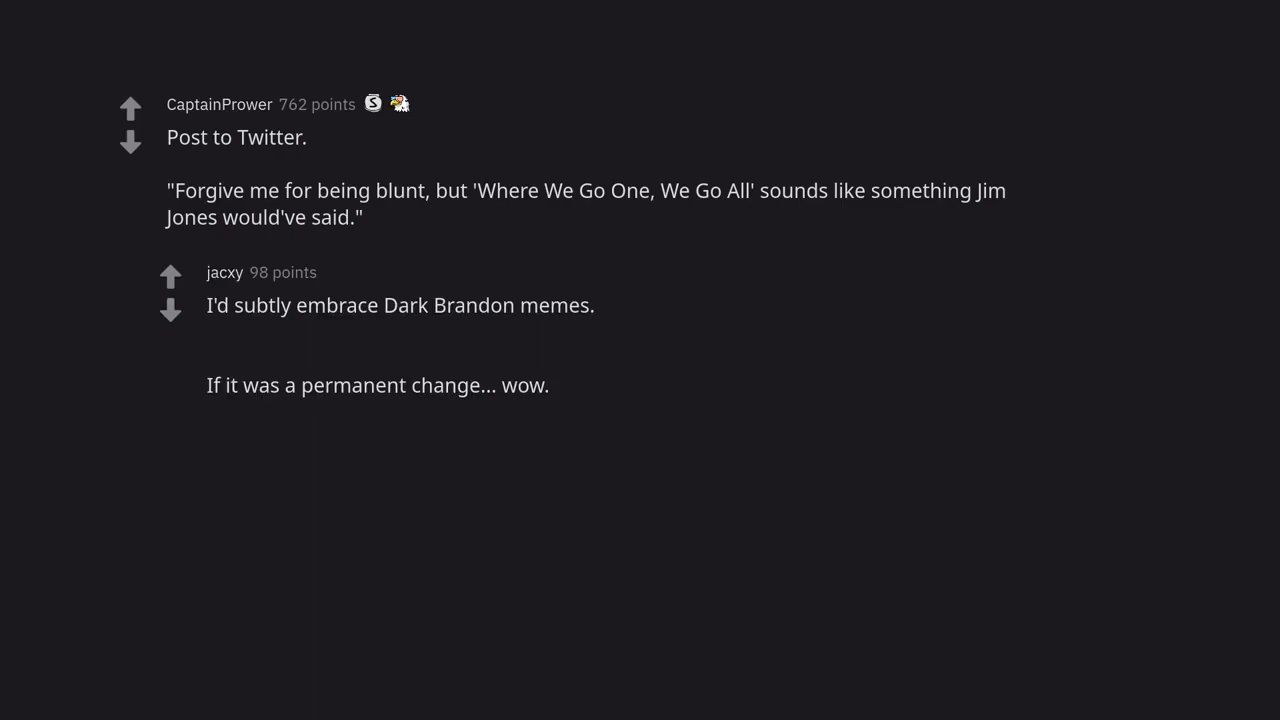 CaptainPrower 762 points
Post to Twitter.
"Forgive me for being blunt, but 'Where We Go One, We Go All' sounds like something Jim
Jones would've said."
jacxy 98 points
I'd subtly embrace Dark Brandon memes.
If it was a permanent change... wow.